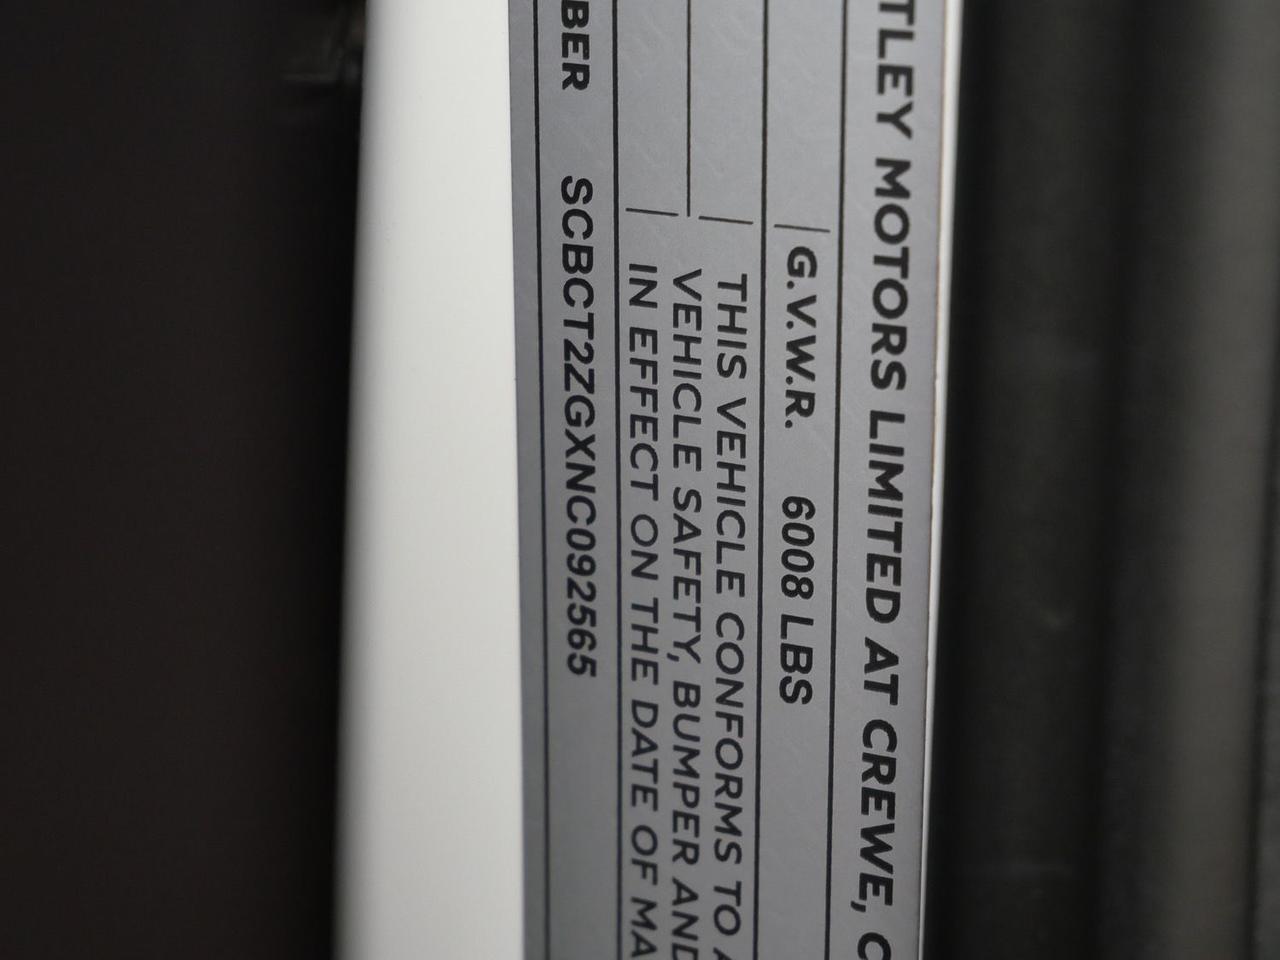 TLEY MOTORS LIMITED AT CREWE, C
G.V.W.R. 6008 LBS
THIS VEHICLE CONFORMS TO A
VEHICLE SAFETY, BUMPER AND
IN EFFECT ON THE DATE OF MA
BER SCBCT2ZGXNC092565